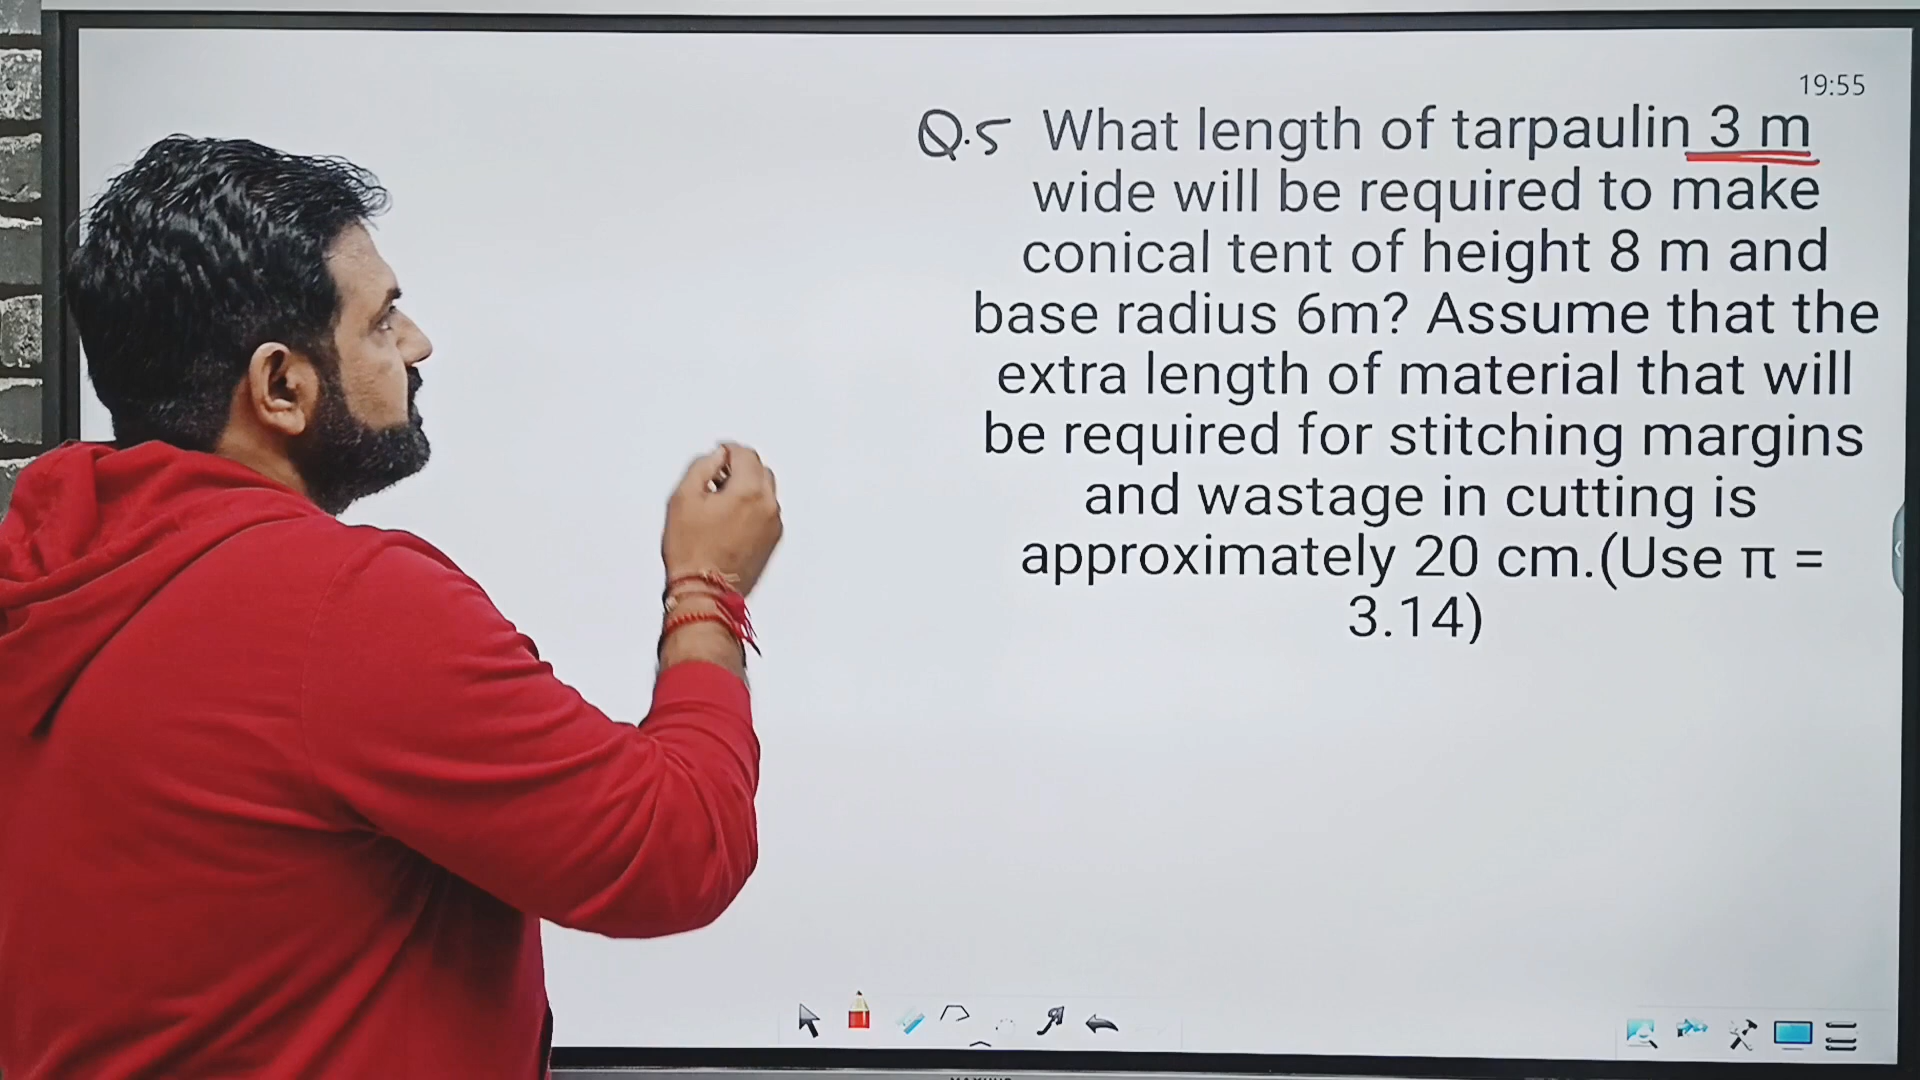 19:55
Q.5 What length of tarpaulin 3 m
wide will be required to make
conical tent of height 8 m and
base radius 6m? Assume that the
extra length of material that will
be required for stitching margins
and wastage in cutting is
approximately 20 cm.(Use π =
3.14)